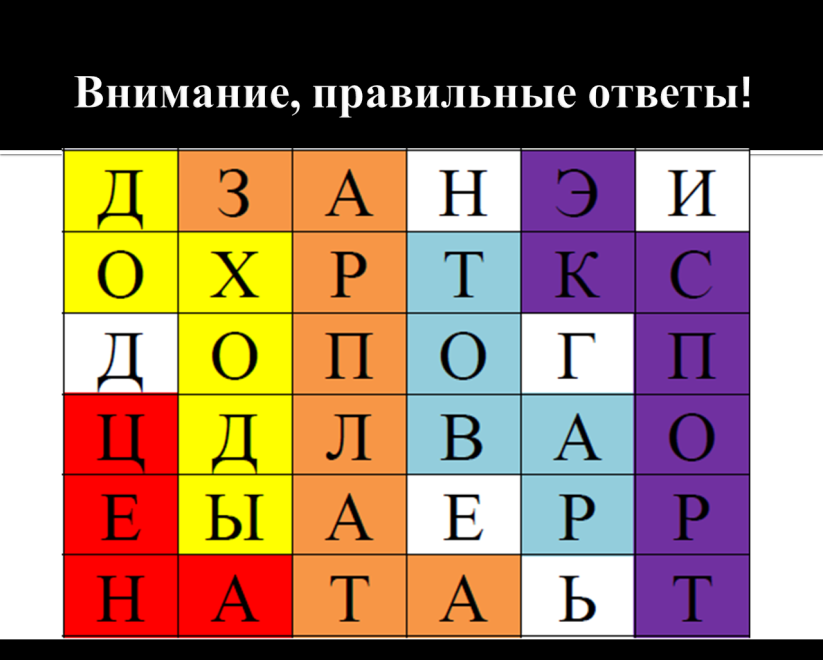 Внимание, правильные ответы!
Д З А Н Э И
О Х Р Т К С
Д О П О Г П
Ц Д Л В А О
Е Ы А Е Р Р
Н А Т А Ь Т